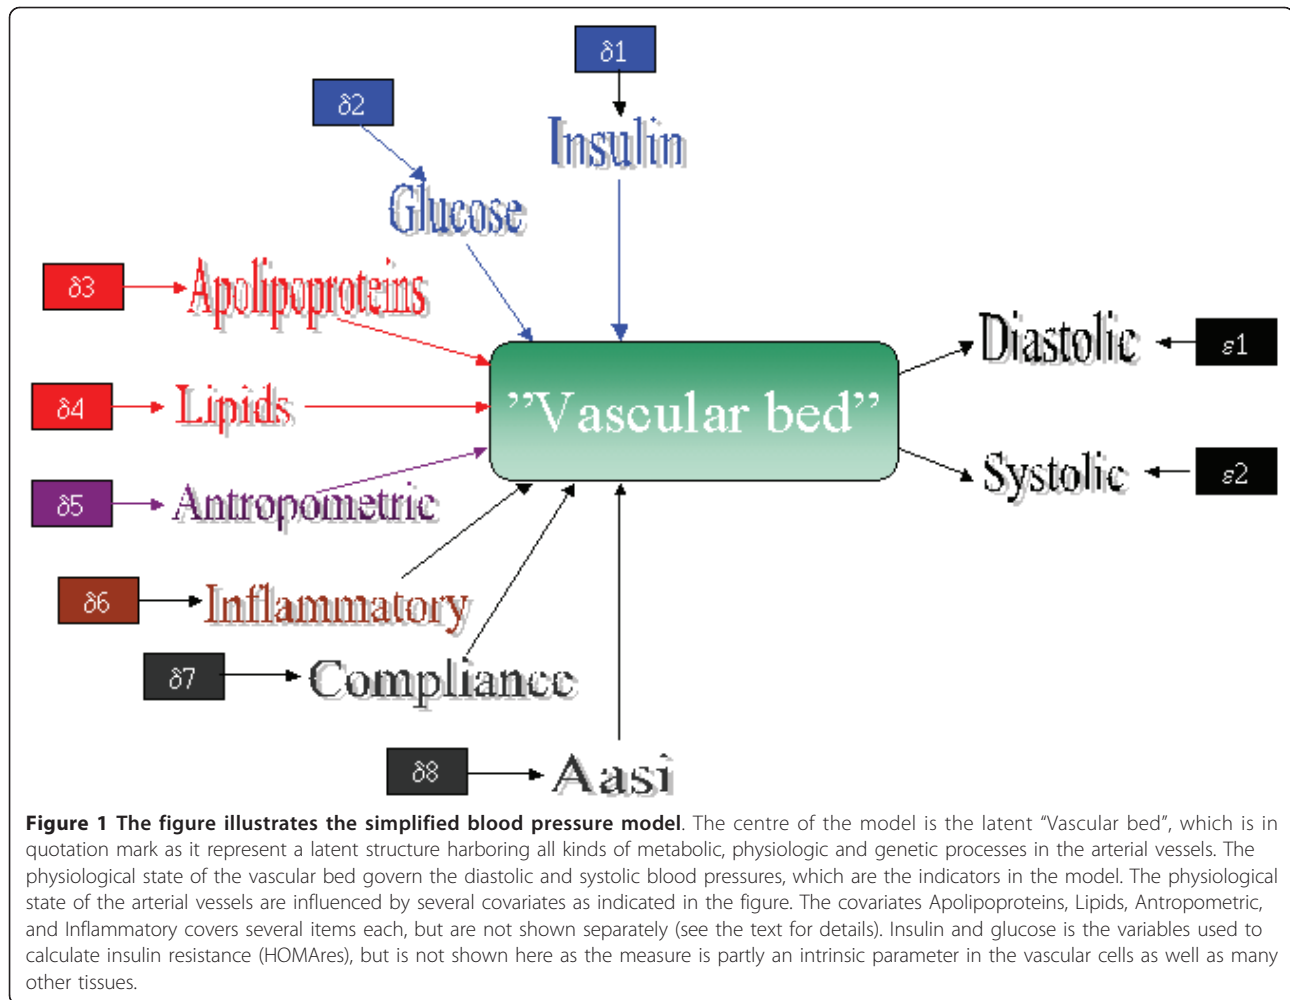 δ1
δ2
Insulin
Glucose
δ3
Apolipoproteins
Diastolic
ε1
δ4
Lipids
”Vascular bed”
Systolic
ε2
δ5
Antropometric
δ6
Inflammatory
δ7
Compliance
δ8
Aasi
Figure 1 The figure illustrates the simplified blood pressure model. The centre of the model is the latent “Vascular bed”, which is in
quotation mark as it represent a latent structure harboring all kinds of metabolic, physiologic and genetic processes in the arterial vessels. The
physiological state of the vascular bed govern the diastolic and systolic blood pressures, which are the indicators in the model. The physiological
state of the arterial vessels are influenced by several covariates as indicated in the figure. The covariates Apolipoproteins, Lipids, Antropometric,
and Inflammatory covers several items each, but are not shown separately (see the text for details). Insulin and glucose is the variables used to
calculate insulin resistance (HOMAres), but is not shown here as the measure is partly an intrinsic parameter in the vascular cells as well as many
other tissues.